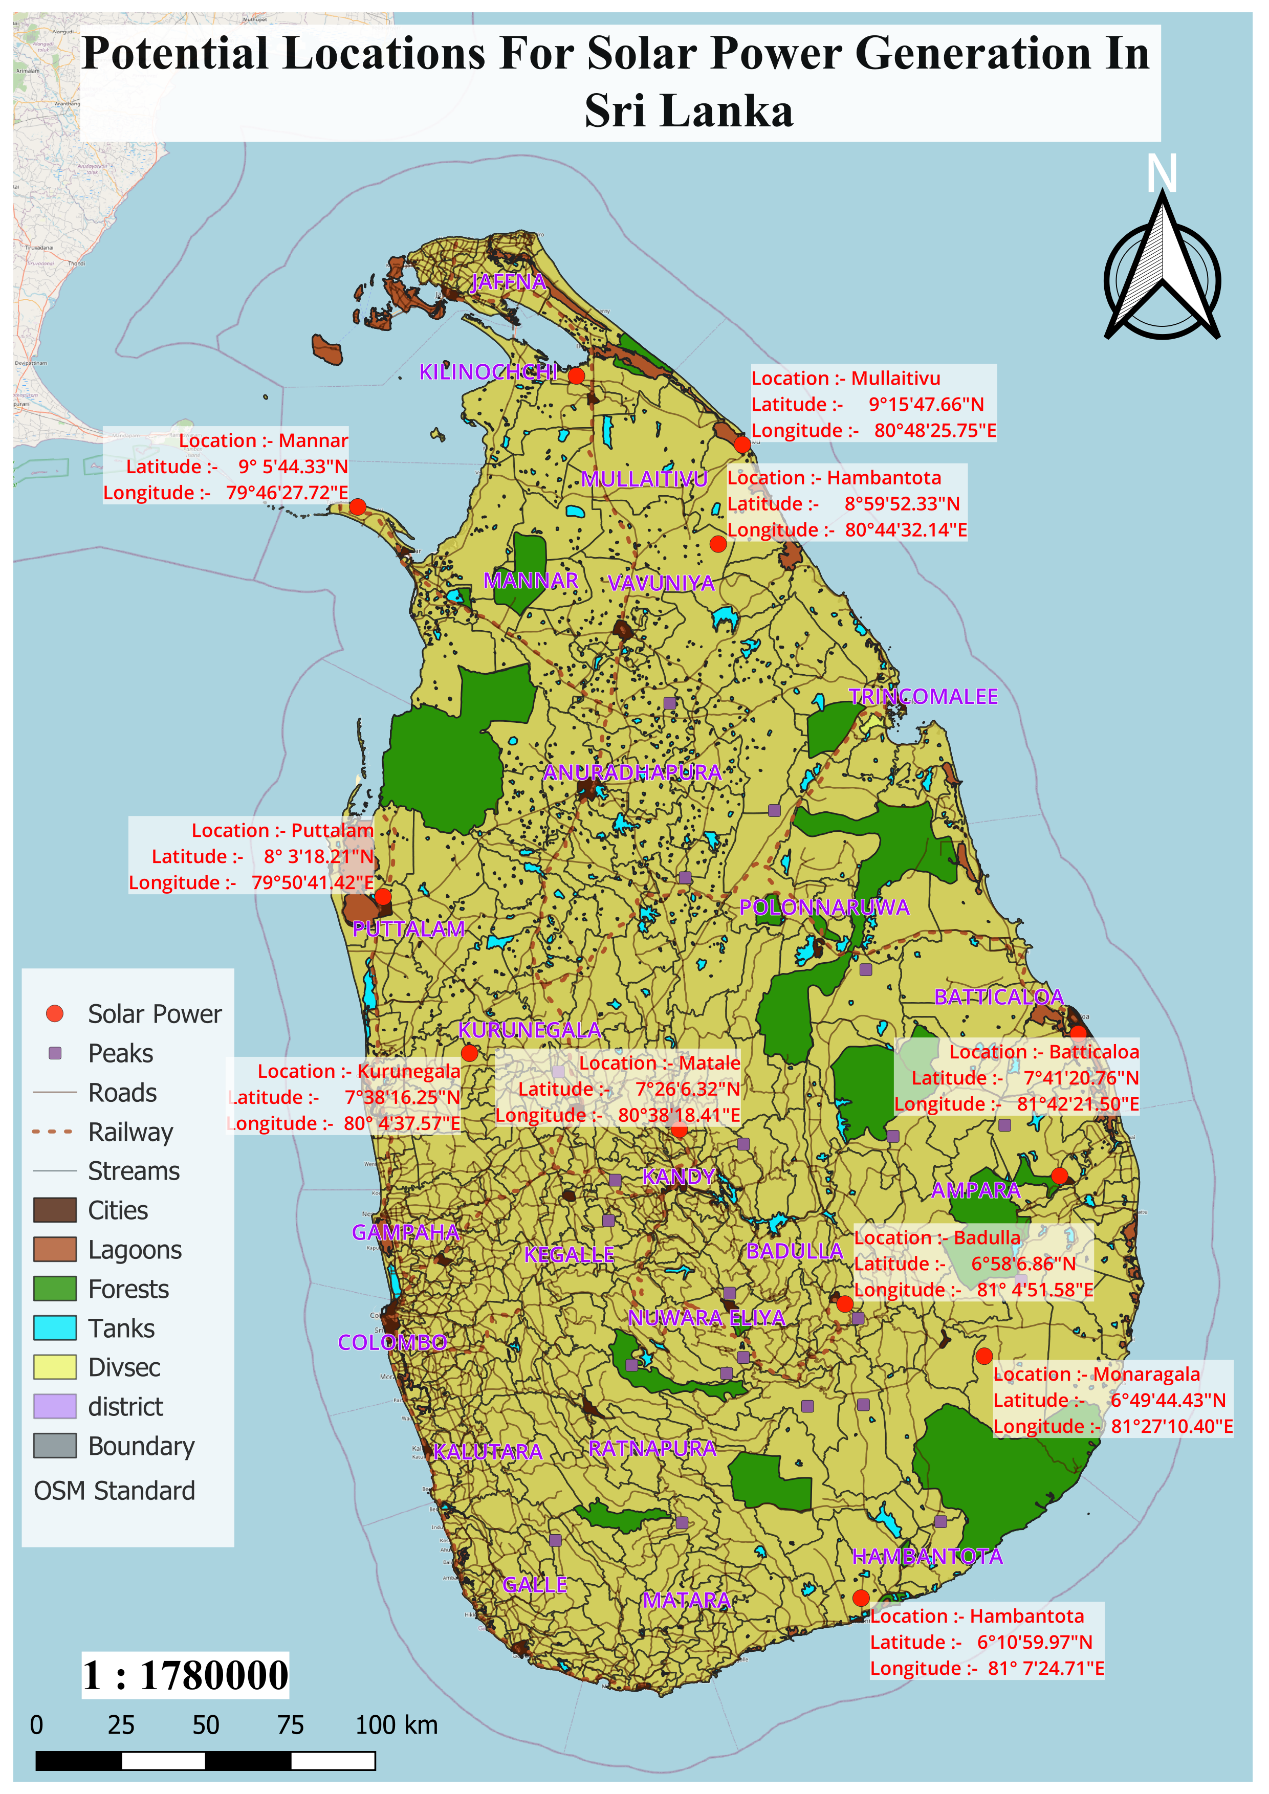 Potential Locations For Solar Power Generation In
Sri Lanka
N
JAFFNA
KILINOCHCHI
Location :- Mullaitivu
Latitude :- 9°15'47.66"N
Longitude :- 80°48'25.75"E
Location :- Mannar
Latitude :- 9° 5'44.33"N
Longitude :- 79°46'27.72"E
MULLAITIVU
Location :- Hambantota
Latitude :- 8°59'52.33"N
Longitude :- 80°44'32.14"E
MANNAR
VAVUNIYA
TRINCOMALEE
ANURADHAPURA
Location :- Puttalam
Latitude :- 8° 3'18.21"N
Longitude :- 79°50'41.42"E
POLONNARUWA
PUTTALAM
BATTICALOA
KURUNEGALA
Location :- Kurunegala
Latitude :- 7°38'16.25"N
Longitude :- 80° 4'37.57"E
Location :- Matale
Latitude :- 7°26'6.32"N
Longitude :- 80°38'18.41"E
Location :- Batticaloa
Latitude :- 7°41'20.76"N
Longitude :- 81°42'21.50"E
KANDY
AMPARA
GAMPAHA
KEGALLE
BADULLA
Location :- Badulla
Latitude :- 6°58'6.86"N
Longitude :- 81° 4'51.58"E
NUWARA ELIYA
COLOMBO
Location :- Monaragala
Latitude :- 6°49'44.43"N
Longitude :- 81°27'10.40"E
KALUTARA
RATNAPURA
HAMBANTOTA
GALLE
MATARA
Location :- Hambantota
Latitude :- 6°10'59.97"N
Longitude :- 81° 7'24.71"E
Solar Power
Peaks
Roads
Railway
Streams
Cities
Lagoons
Forests
Tanks
Divsec
district
Boundary
OSM Standard
1 : 1780000
0 25 50 75 100 km